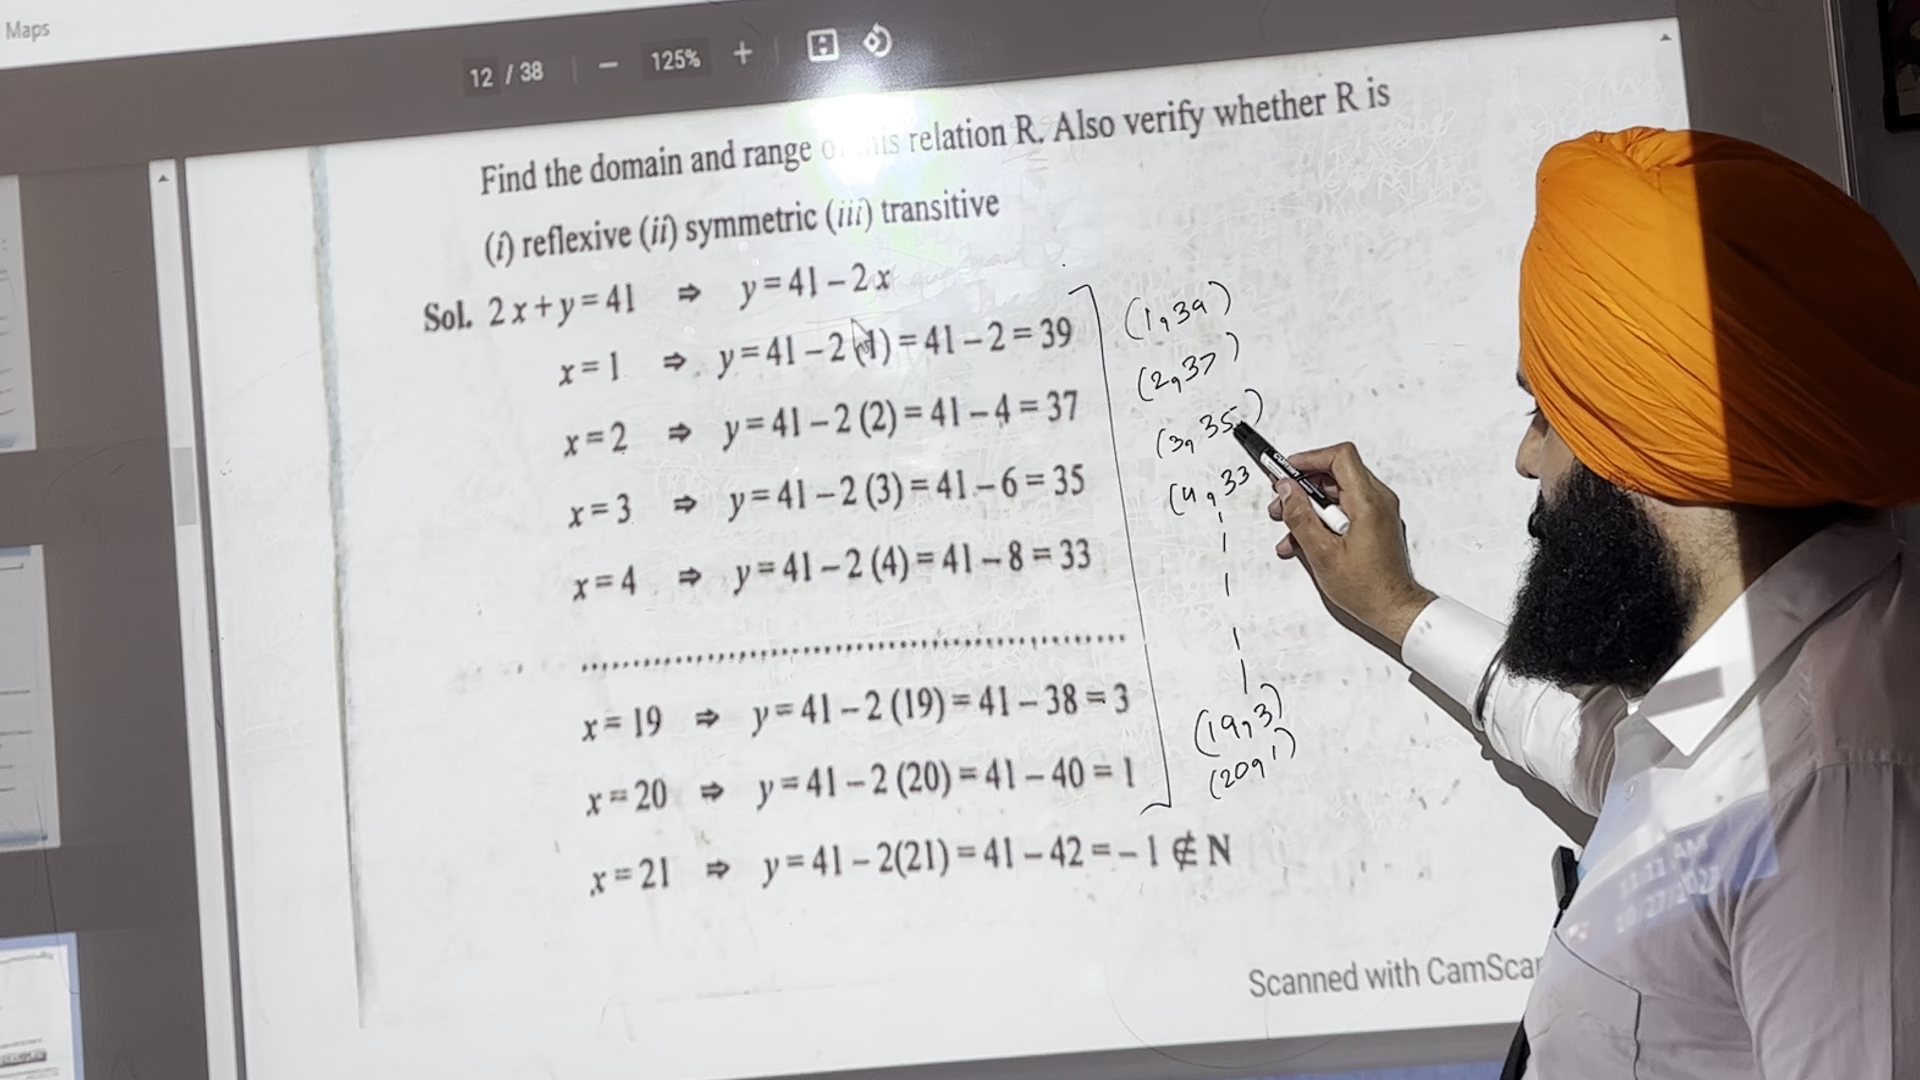 Maps
12 / 38 − 125% +
Find the domain and range relation R. Also verify whether R is
(i) reflexive (ii) symmetric (iii) transitive
Sol. 2x+y=41 ⇒ y=41−2x
x=1 ⇒ y=41−2(1)=41−2=39
x=2 ⇒ y=41−2(2)=41−4=37
x=3 ⇒ y=41−2(3)=41−6=35
x=4 ⇒ y=41−2(4)=41−8=33
..........................................
x=19 ⇒ y=41−2(19)=41−38=3
x=20 ⇒ y=41−2(20)=41−40=1
x=21 ⇒ y=41−2(21)=41−42=−1∉N
(1,39)
(2,37)
(3,35)
(4,33
(19,3)
(20,1)
Scanned with CamScan
11:11 AM